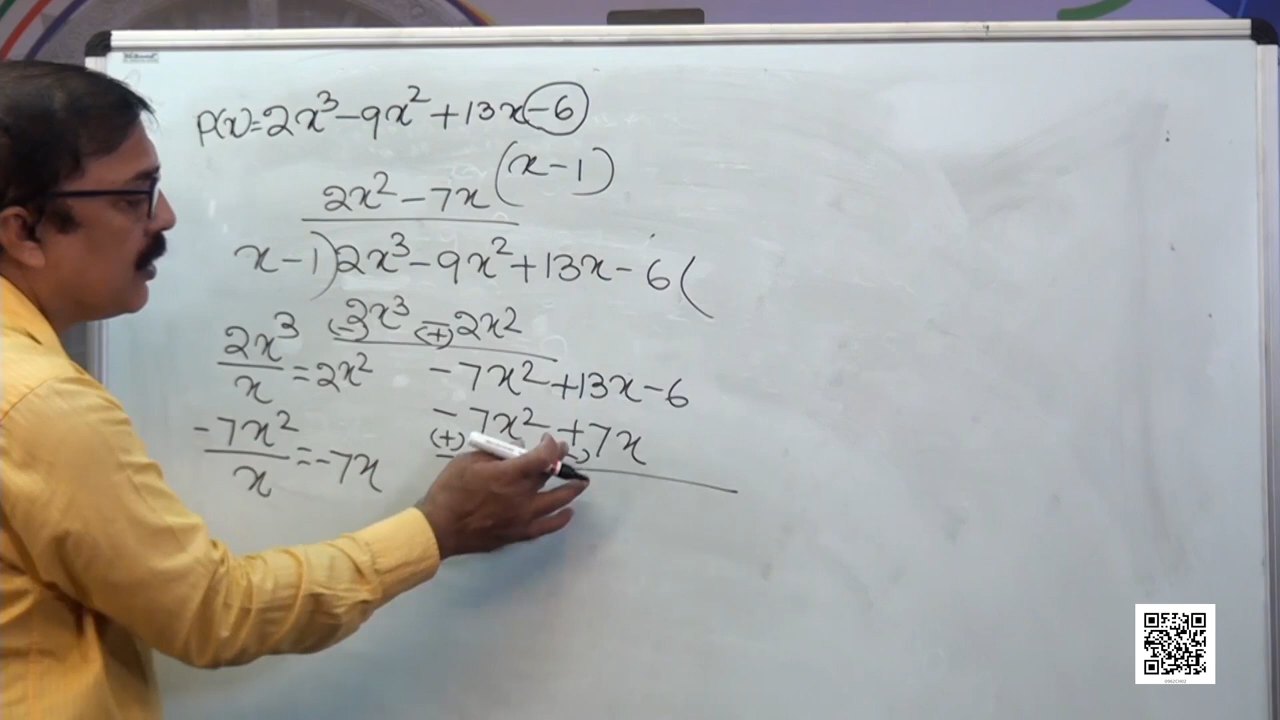 P(x)=2x³-9x²+13x-6
(x-1)
2x²-7x
x-1)2x³-9x²+13x-6(
2x³ - 2x²
(-) (+)
2x³/x=2x²
-7x²+13x-6
-7x²+7x
(+) (-)
-7x²/x=-7x